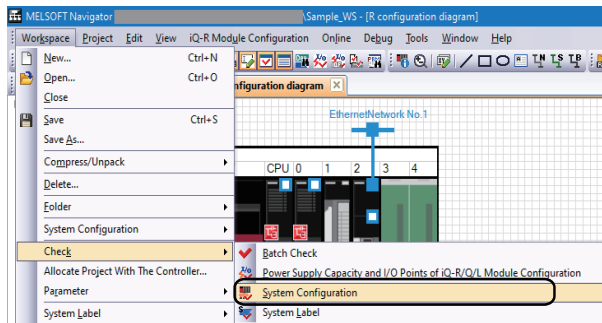 MELSOFT Navigator \Sample_WS - [R configuration diagram]
Workspace Project Edit View iQ-R Module Configuration Online Debug Tools Window Help
New... Ctrl+N
Open... Ctrl+O
Close
Save Ctrl+S
Save As...
Compress/Unpack
Delete...
Folder
System Configuration
Check
Allocate Project With The Controller...
Parameter
System Label
nfiguration diagram
EthernetNetwork No.1
CPU 0 1 2 3 4
Batch Check
Power Supply Capacity and I/O Points of iQ-R/Q/L Module Configuration
System Configuration
System Label